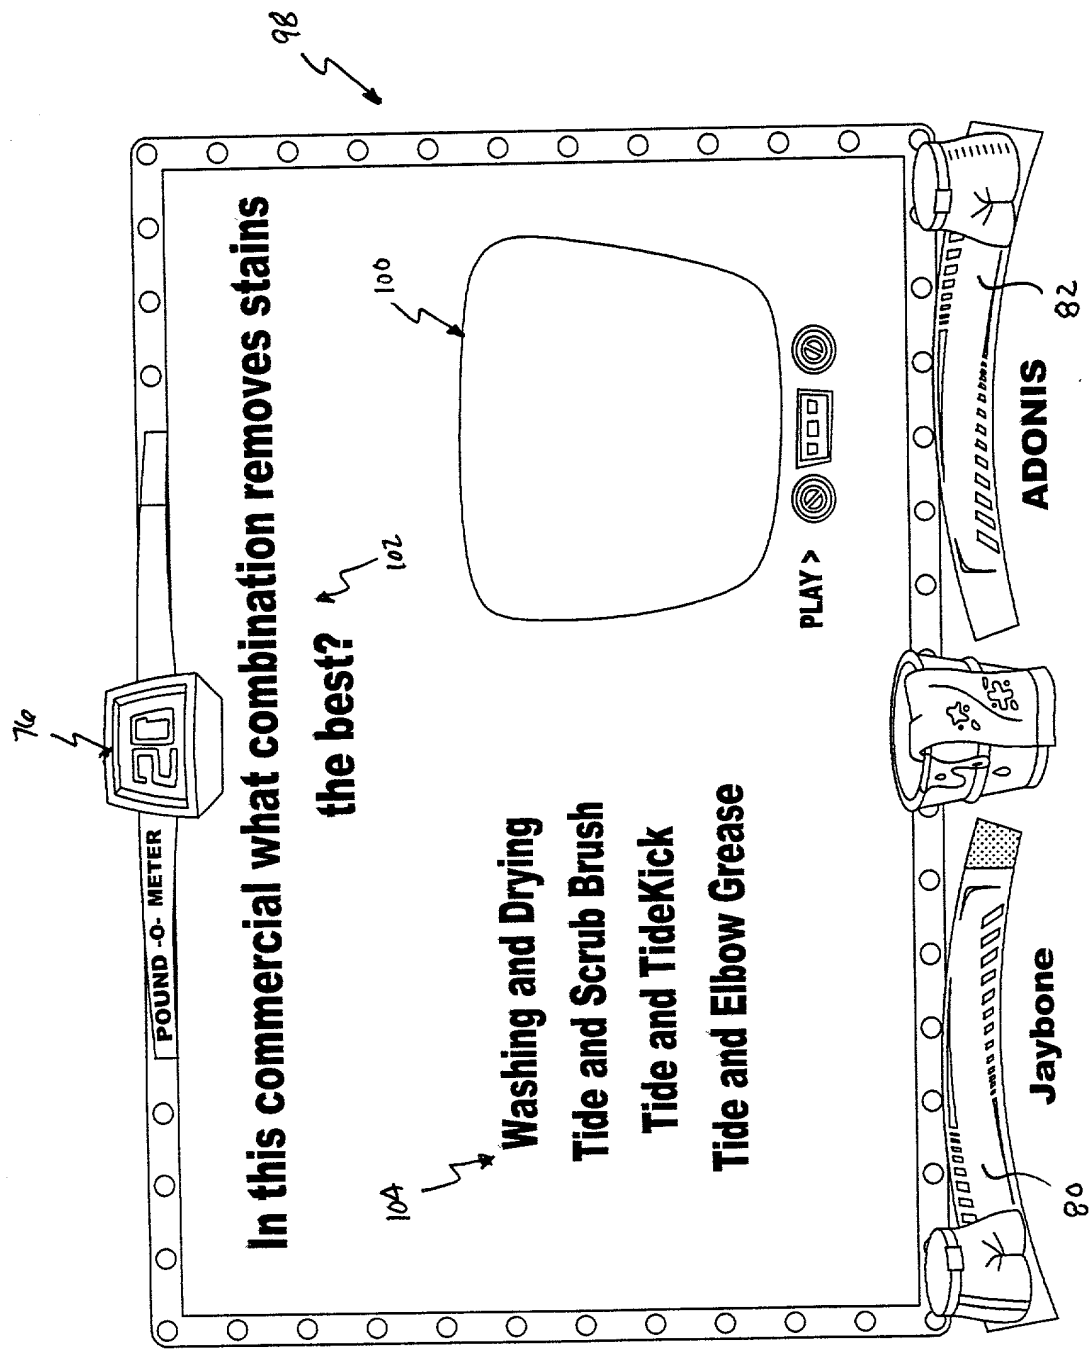 98
76
POUND -O- METER
20
In this commercial what combination removes stains
the best?
102
104
Washing and Drying
Tide and Scrub Brush
Tide and TideKick
Tide and Elbow Grease
100
PLAY >
Jaybone
80
ADONIS
82